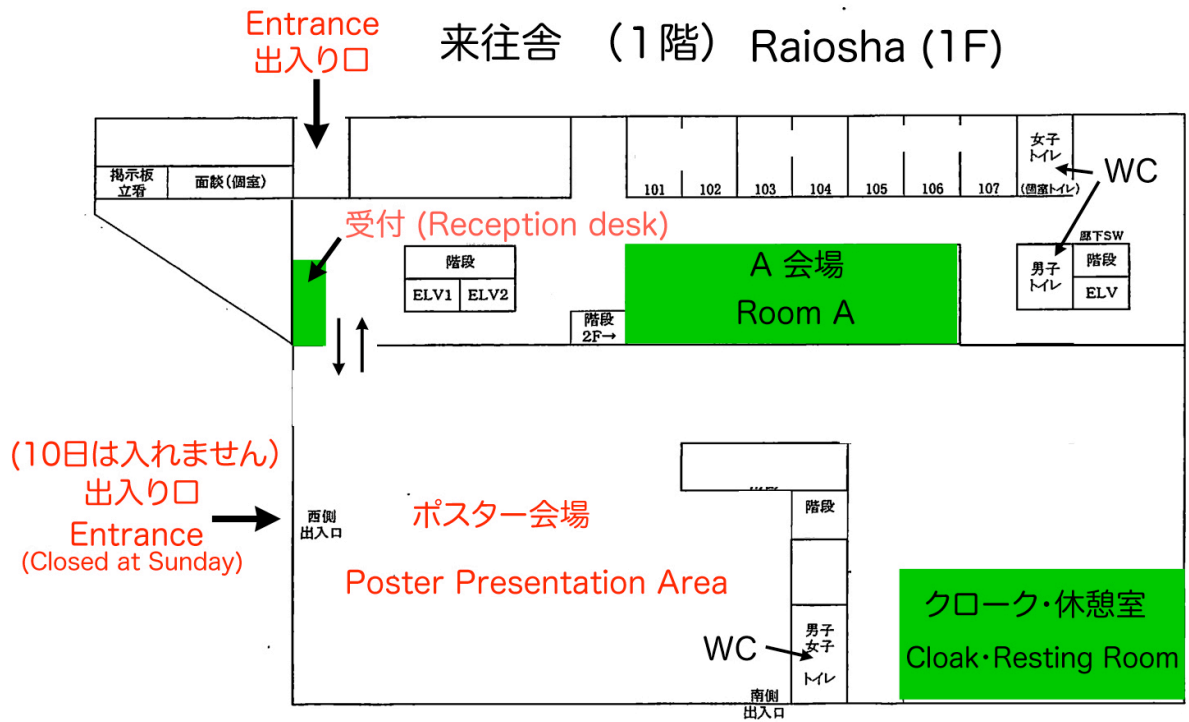 Entrance
出入り口
来往舎 (1階) Raiosha (1F)
掲示板
立看
面談(個室)
101
102
103
104
105
106
107
女子
トイレ
(個室トイレ)
WC
受付 (Reception desk)
階段
ELV1
ELV2
階段
2F→
A 会場
Room A
男子
トイレ
廊下SW
階段
ELV
(10日は入れません)
出入り口
Entrance
(Closed at Sunday)
西側
出入口
ポスター会場
Poster Presentation Area
階段
WC
男子
女子
トイレ
南側
出入口
クローク・休憩室
Cloak・Resting Room